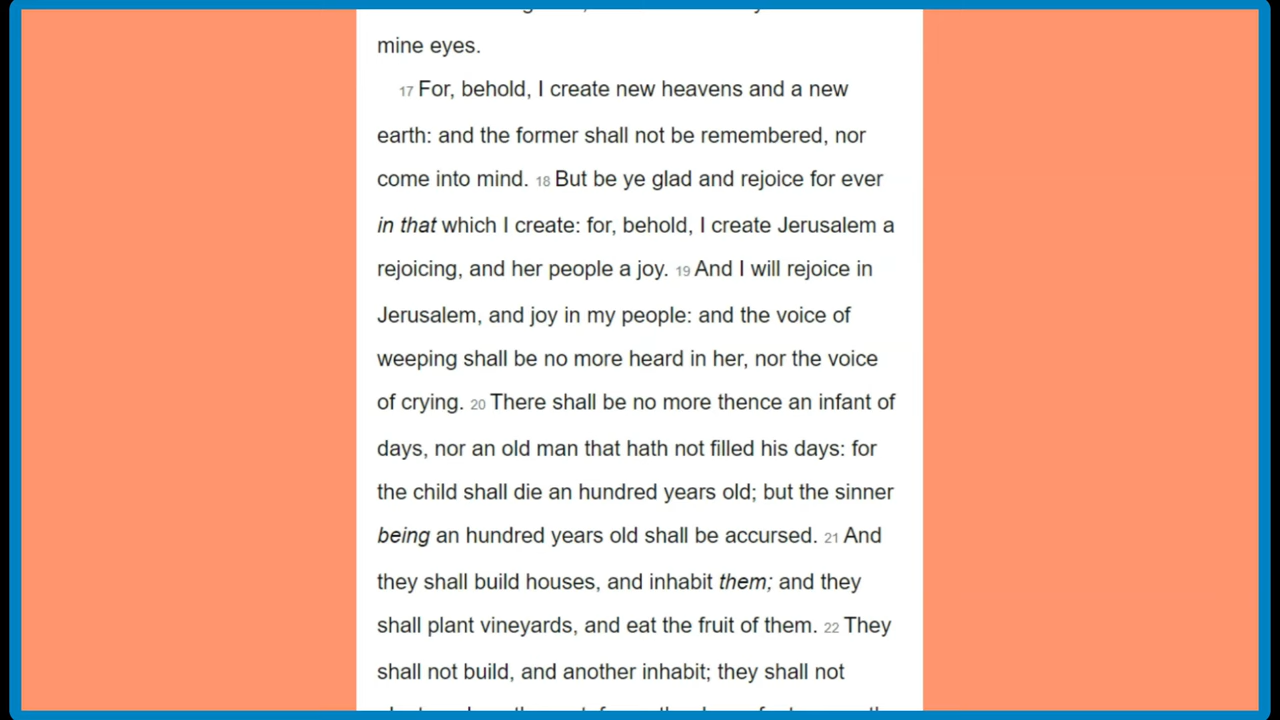 mine eyes.
17 For, behold, I create new heavens and a new
earth: and the former shall not be remembered, nor
come into mind. 18 But be ye glad and rejoice for ever
in that which I create: for, behold, I create Jerusalem a
rejoicing, and her people a joy. 19 And I will rejoice in
Jerusalem, and joy in my people: and the voice of
weeping shall be no more heard in her, nor the voice
of crying. 20 There shall be no more thence an infant of
days, nor an old man that hath not filled his days: for
the child shall die an hundred years old; but the sinner
being an hundred years old shall be accursed. 21 And
they shall build houses, and inhabit them; and they
shall plant vineyards, and eat the fruit of them. 22 They
shall not build, and another inhabit; they shall not